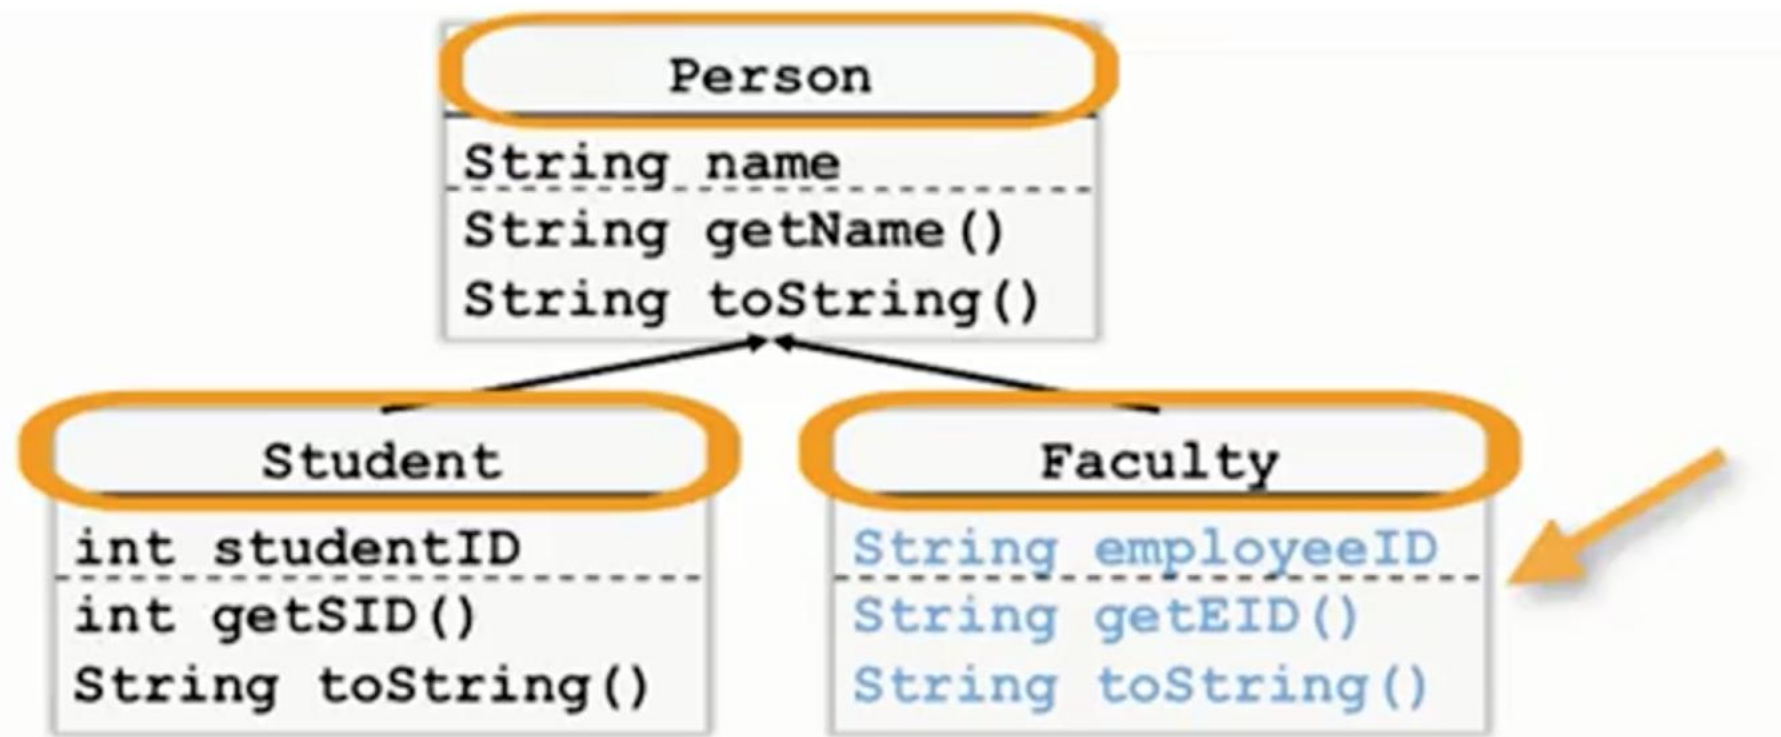 Person
String name
String getName()
String toString()
Student
int studentID
int getSID()
String toString()
Faculty
String employeeID
String getEID()
String toString()